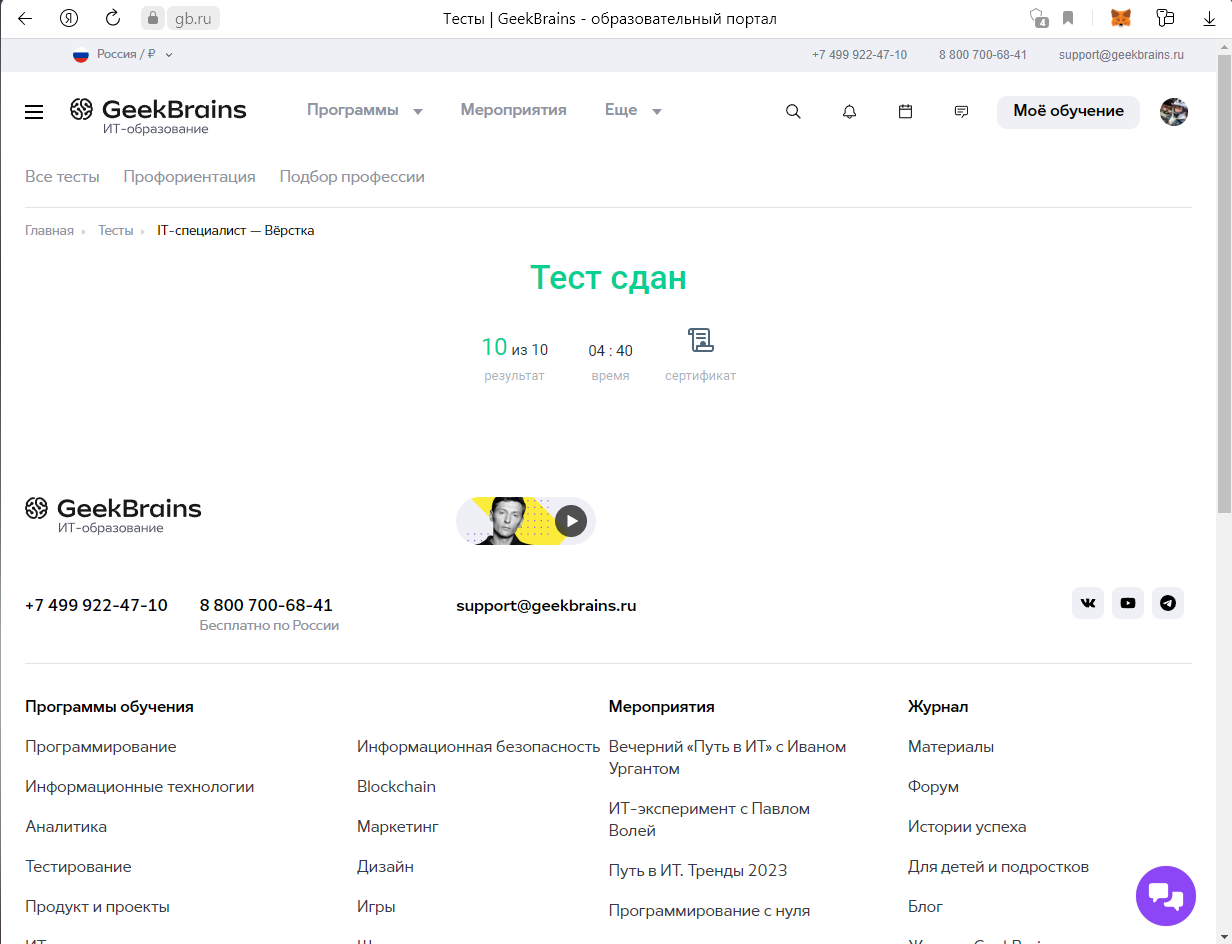 gb.ru
Тесты | GeekBrains - образовательный портал
4
Россия / ₽
+7 499 922-47-10
8 800 700-68-41
support@geekbrains.ru
GeekBrains
ИТ-образование
Программы
Мероприятия
Еще
Моё обучение
Все тесты
Профориентация
Подбор профессии
Главная
Тесты
IT-специалист — Вёрстка
Тест сдан
10 из 10
04 : 40
результат
время
сертификат
GeekBrains
ИТ-образование
+7 499 922-47-10
8 800 700-68-41
support@geekbrains.ru
Бесплатно по России
Программы обучения
Программирование
Информационные технологии
Аналитика
Тестирование
Продукт и проекты
Информационная безопасность
Blockchain
Маркетинг
Дизайн
Игры
Мероприятия
Вечерний «Путь в ИТ» с Иваном
Ургантом
ИТ-эксперимент с Павлом
Волей
Путь в ИТ. Тренды 2023
Программирование с нуля
Журнал
Материалы
Форум
Истории успеха
Для детей и подростков
Блог